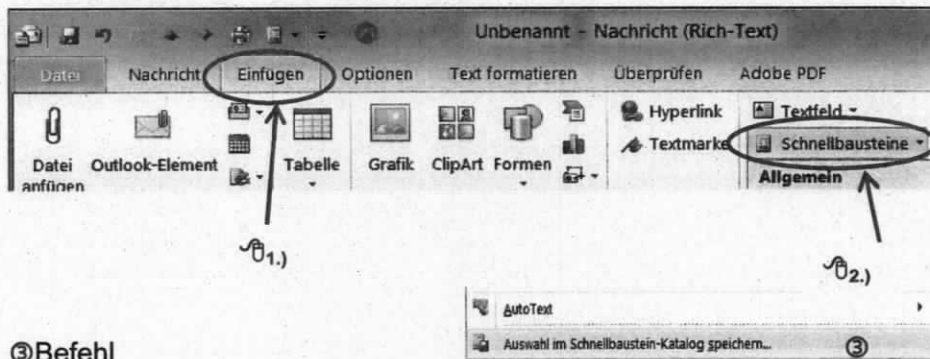 Unbenannt - Nachricht (Rich-Text)
Datei Nachricht Einfügen Optionen Text formatieren Überprüfen Adobe PDF
Datei anfügen
Outlook-Element
Tabelle
Grafik
ClipArt
Formen
Hyperlink
Textmarke
Textfeld
Schnellbausteine
Allgemein
1.)
2.)
AutoText
Auswahl im Schnellbaustein-Katalog speichern... ③
③Befehl